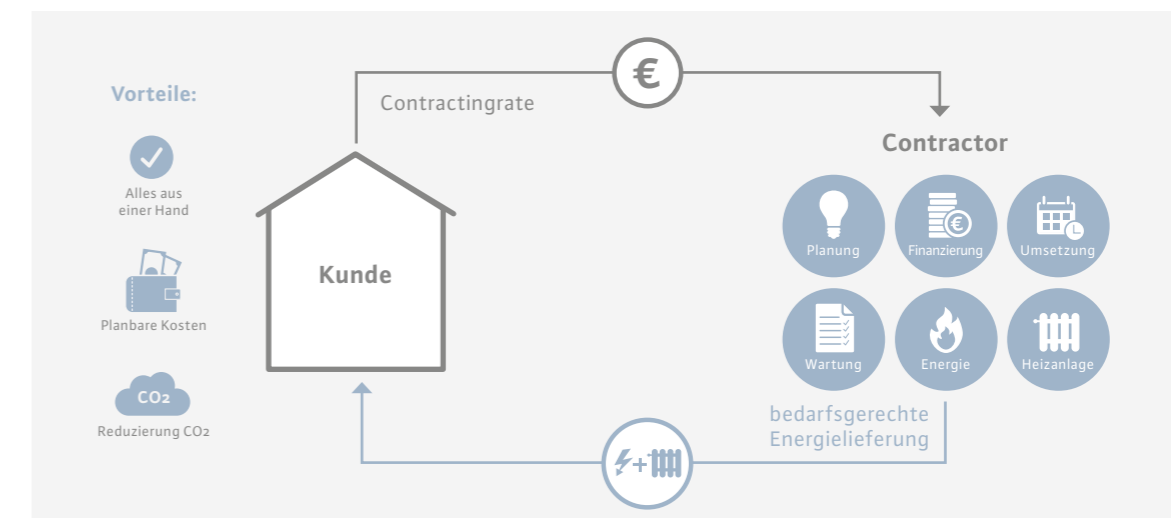 Vorteile:
Alles aus
einer Hand
Planbare Kosten
CO2
Reduzierung CO2
Contractingrate
€
Kunde
Contractor
Planung
€
Finanzierung
Umsetzung
Wartung
Energie
Heizanlage
bedarfsgerechte
Energielieferung
+